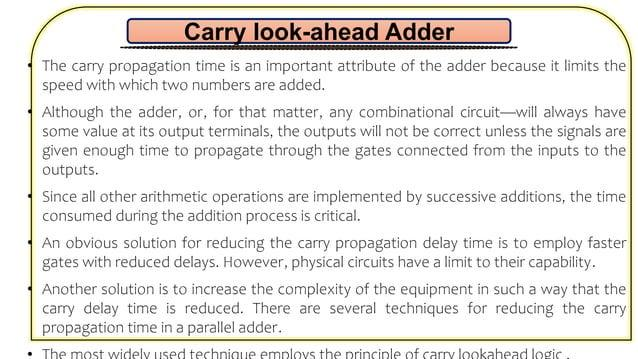 Carry look-ahead Adder
• The carry propagation time is an important attribute of the adder because it limits the
speed with which two numbers are added.
• Although the adder, or, for that matter, any combinational circuit—will always have
some value at its output terminals, the outputs will not be correct unless the signals are
given enough time to propagate through the gates connected from the inputs to the
outputs.
• Since all other arithmetic operations are implemented by successive additions, the time
consumed during the addition process is critical.
• An obvious solution for reducing the carry propagation delay time is to employ faster
gates with reduced delays. However, physical circuits have a limit to their capability.
• Another solution is to increase the complexity of the equipment in such a way that the
carry delay time is reduced. There are several techniques for reducing the carry
propagation time in a parallel adder.
• The most widely used technique employs the principle of carry lookahead logic .